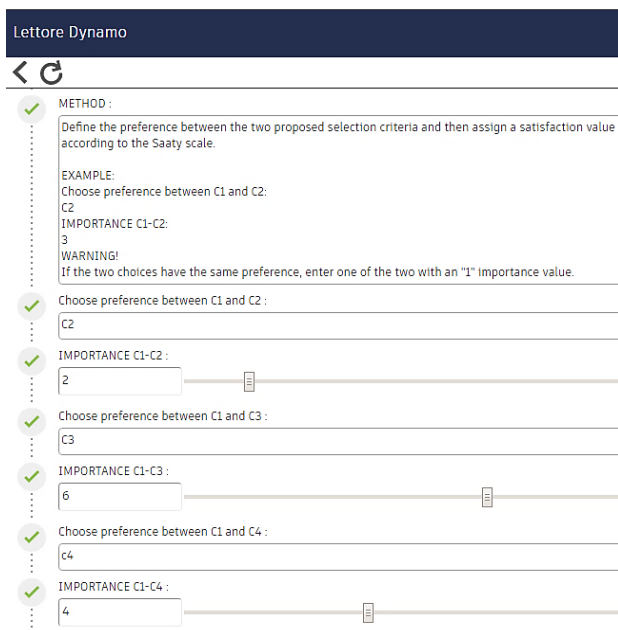 Lettore Dynamo
METHOD :
Define the preference between the two proposed selection criteria and then assign a satisfaction value
according to the Saaty scale.
EXAMPLE:
Choose preference between C1 and C2:
C2
IMPORTANCE C1-C2:
3
WARNING!
If the two choices have the same preference, enter one of the two with an "1" importance value.
Choose preference between C1 and C2 :
C2
IMPORTANCE C1-C2 :
2
Choose preference between C1 and C3 :
C3
IMPORTANCE C1-C3 :
6
Choose preference between C1 and C4 :
c4
IMPORTANCE C1-C4 :
4